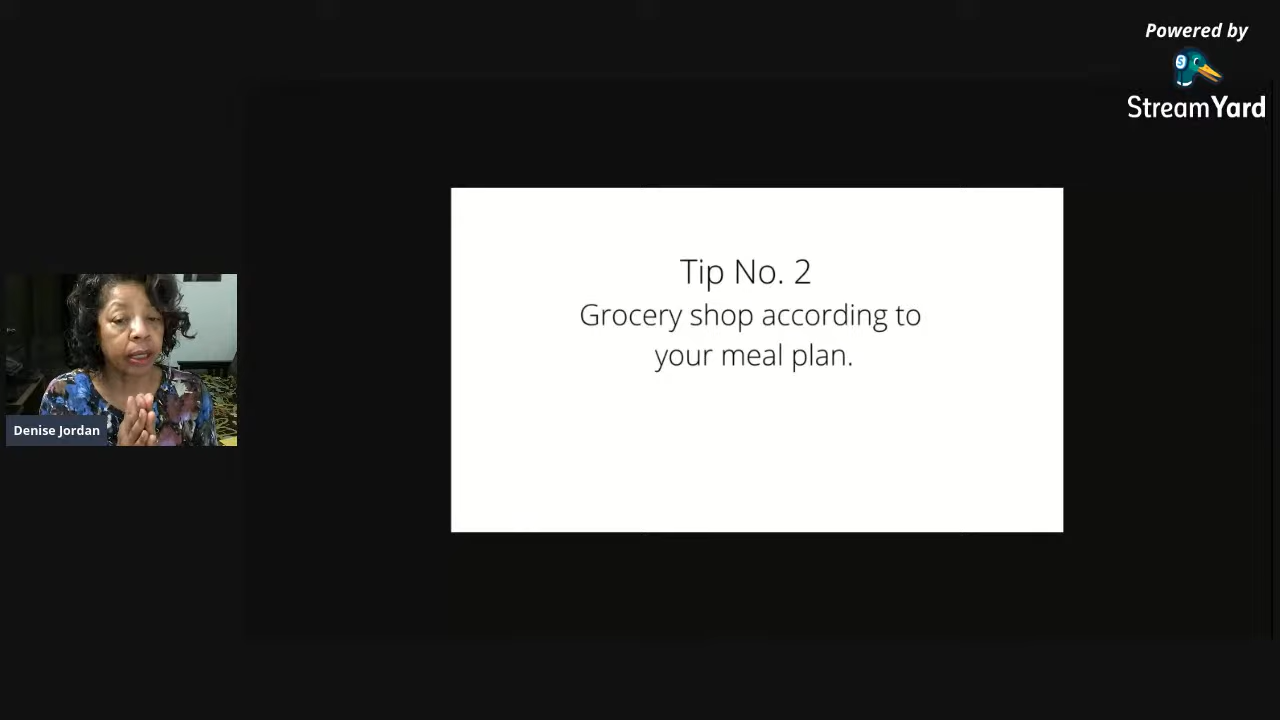 Powered by
StreamYard
Tip No. 2
Grocery shop according to
your meal plan.
Denise Jordan